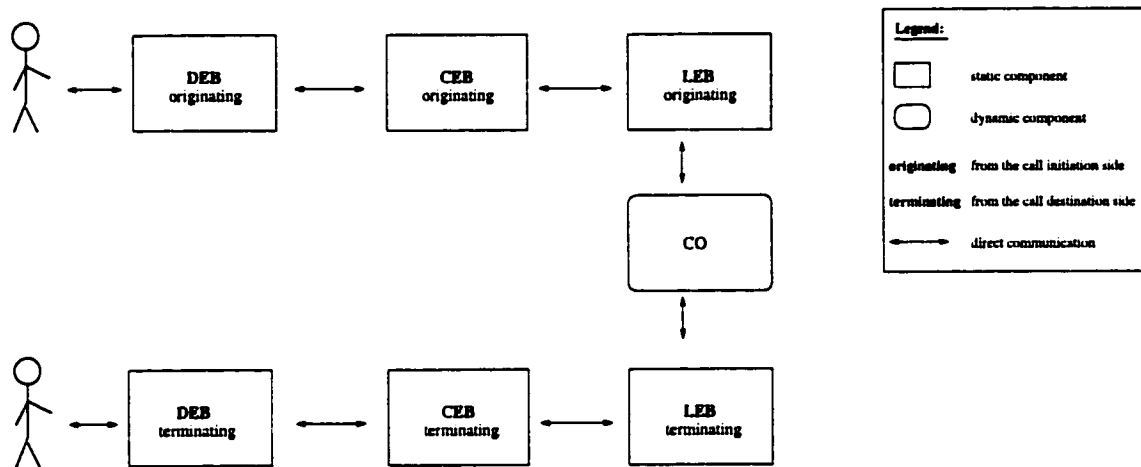 DEB
originating
CEB
originating
LEB
originating
CO
DEB
terminating
CEB
terminating
LEB
terminating
Legend:
static component
dynamic component
originating from the call initiation side
terminating from the call destination side
direct communication